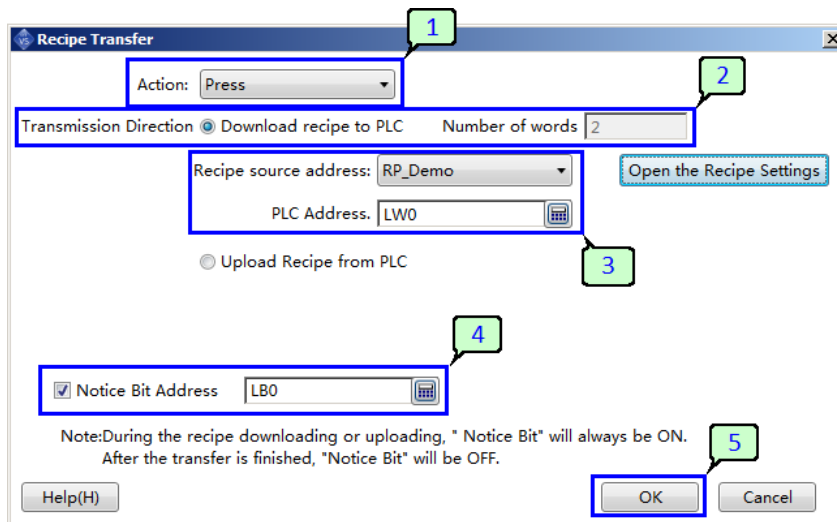 1
Recipe Transfer
2
Action: Press
Transmission Direction Download recipe to PLC Number of words 2
Recipe source address: RP_Demo Open the Recipe Settings
PLC Address. LW0
3
Upload Recipe from PLC
4
Notice Bit Address LB0
Note:During the recipe downloading or uploading, " Notice Bit" will always be ON.
After the transfer is finished, "Notice Bit" will be OFF.
5
Help(H) OK Cancel